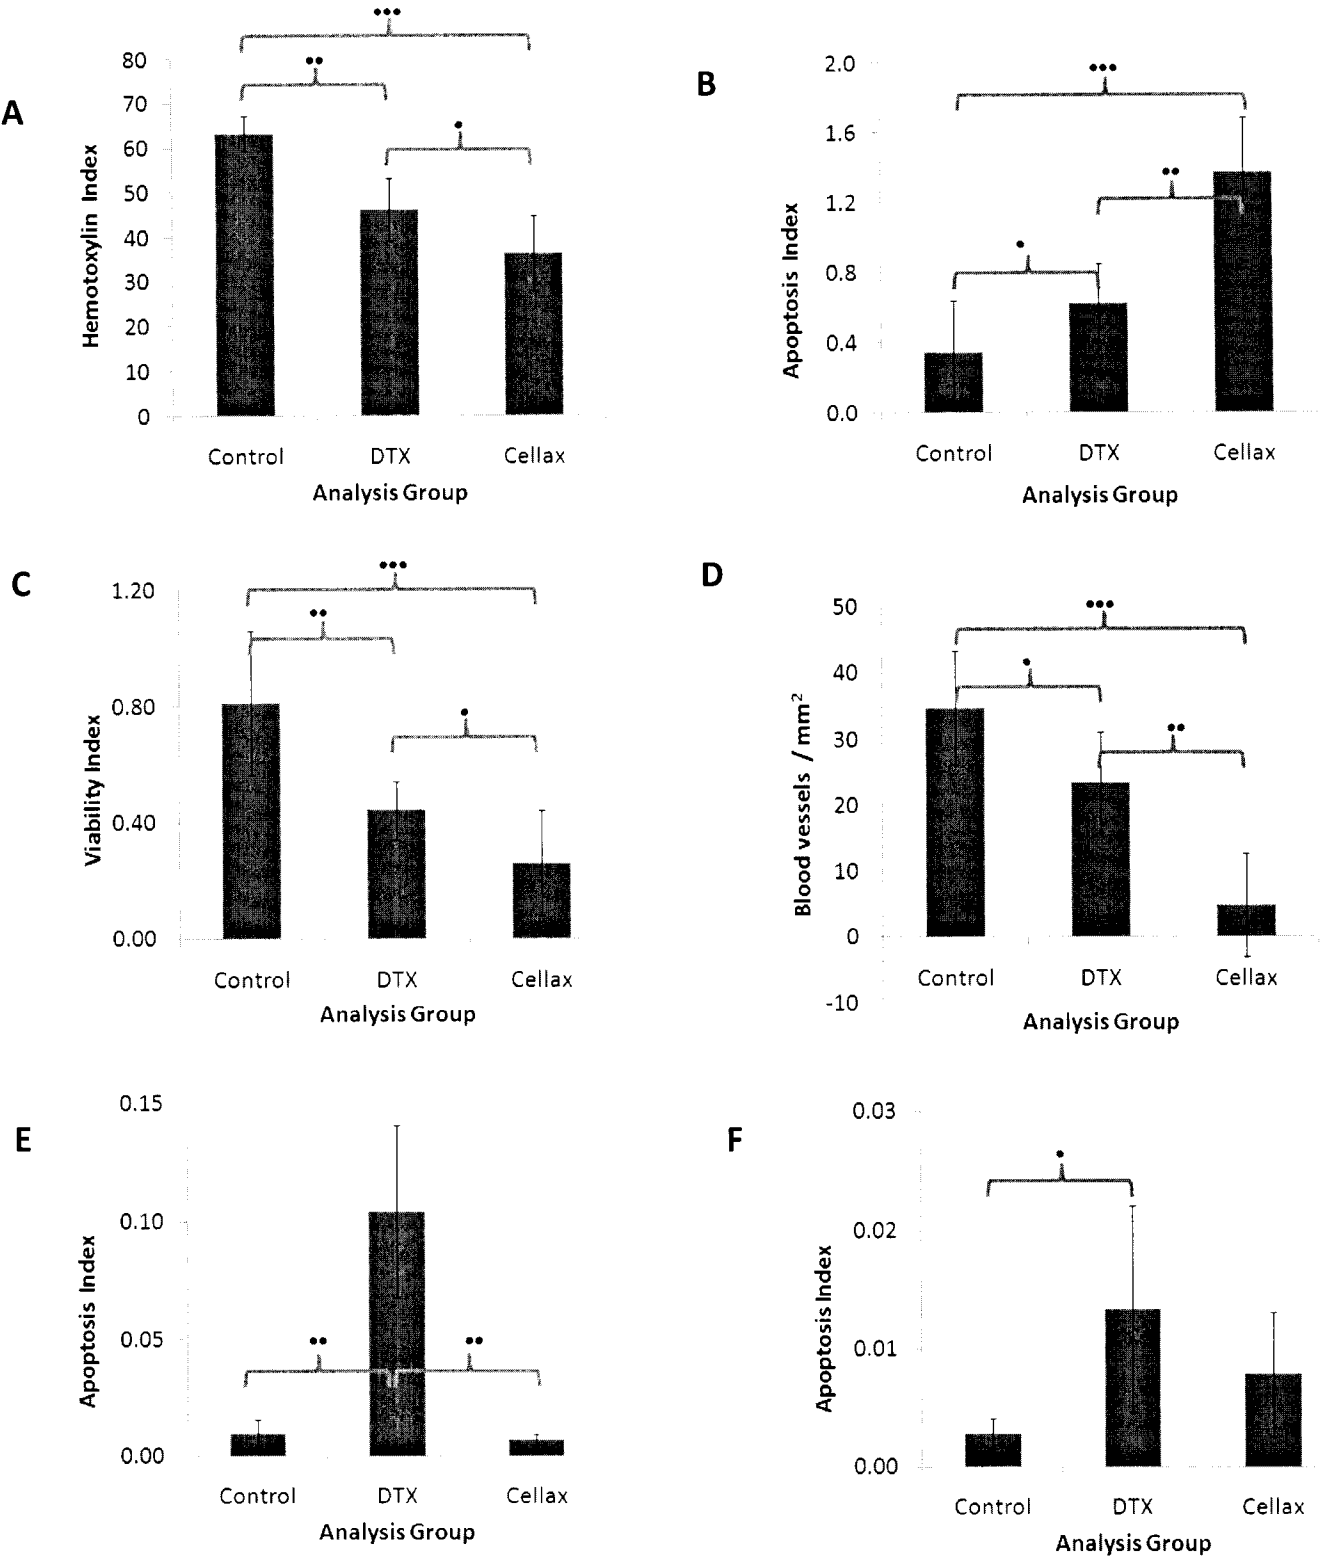 A
Hemotoxylin Index
80
70
60
50
40
30
20
10
0
•••
••
•
Control DTX Cellax
Analysis Group
B
Apoptosis Index
2.0
1.6
1.2
0.8
0.4
0.0
•••
••
•
Control DTX Cellax
Analysis Group
C
Viability Index
1.20
0.80
0.40
0.00
•••
••
•
Control DTX Cellax
Analysis Group
D
Blood vessels / mm²
50
40
30
20
10
0
-10
•••
•
••
Control DTX Cellax
Analysis Group
E
Apoptosis Index
0.15
0.10
0.05
0.00
•• ••
Control DTX Cellax
Analysis Group
F
Apoptosis Index
0.03
0.02
0.01
0.00
•
Control DTX Cellax
Analysis Group